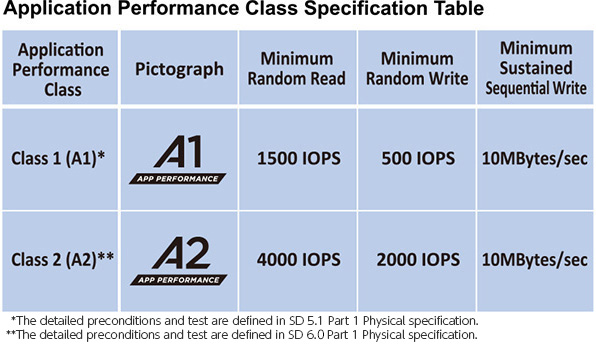 Application Performance Class Specification Table
Application Performance Class
Pictograph
Minimum Random Read
Minimum Random Write
Minimum Sustained Sequential Write
Class 1 (A1)*
A1
APP PERFORMANCE
1500 IOPS
500 IOPS
10MBytes/sec
Class 2 (A2)**
A2
APP PERFORMANCE
4000 IOPS
2000 IOPS
10MBytes/sec
*The detailed preconditions and test are defined in SD 5.1 Part 1 Physical specification.
**The detailed preconditions and test are defined in SD 6.0 Part 1 Physical specification.